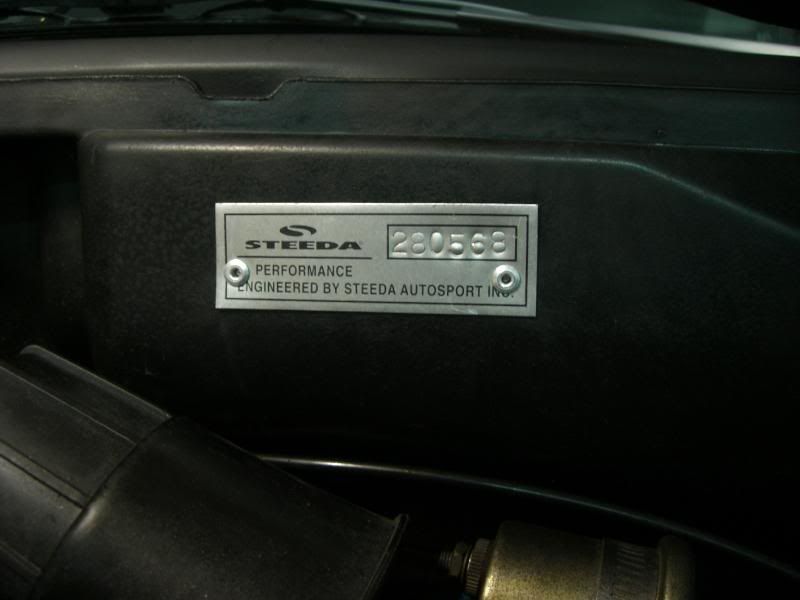 STEEDA
280568
PERFORMANCE
ENGINEERED BY STEEDA AUTOSPORT INC.